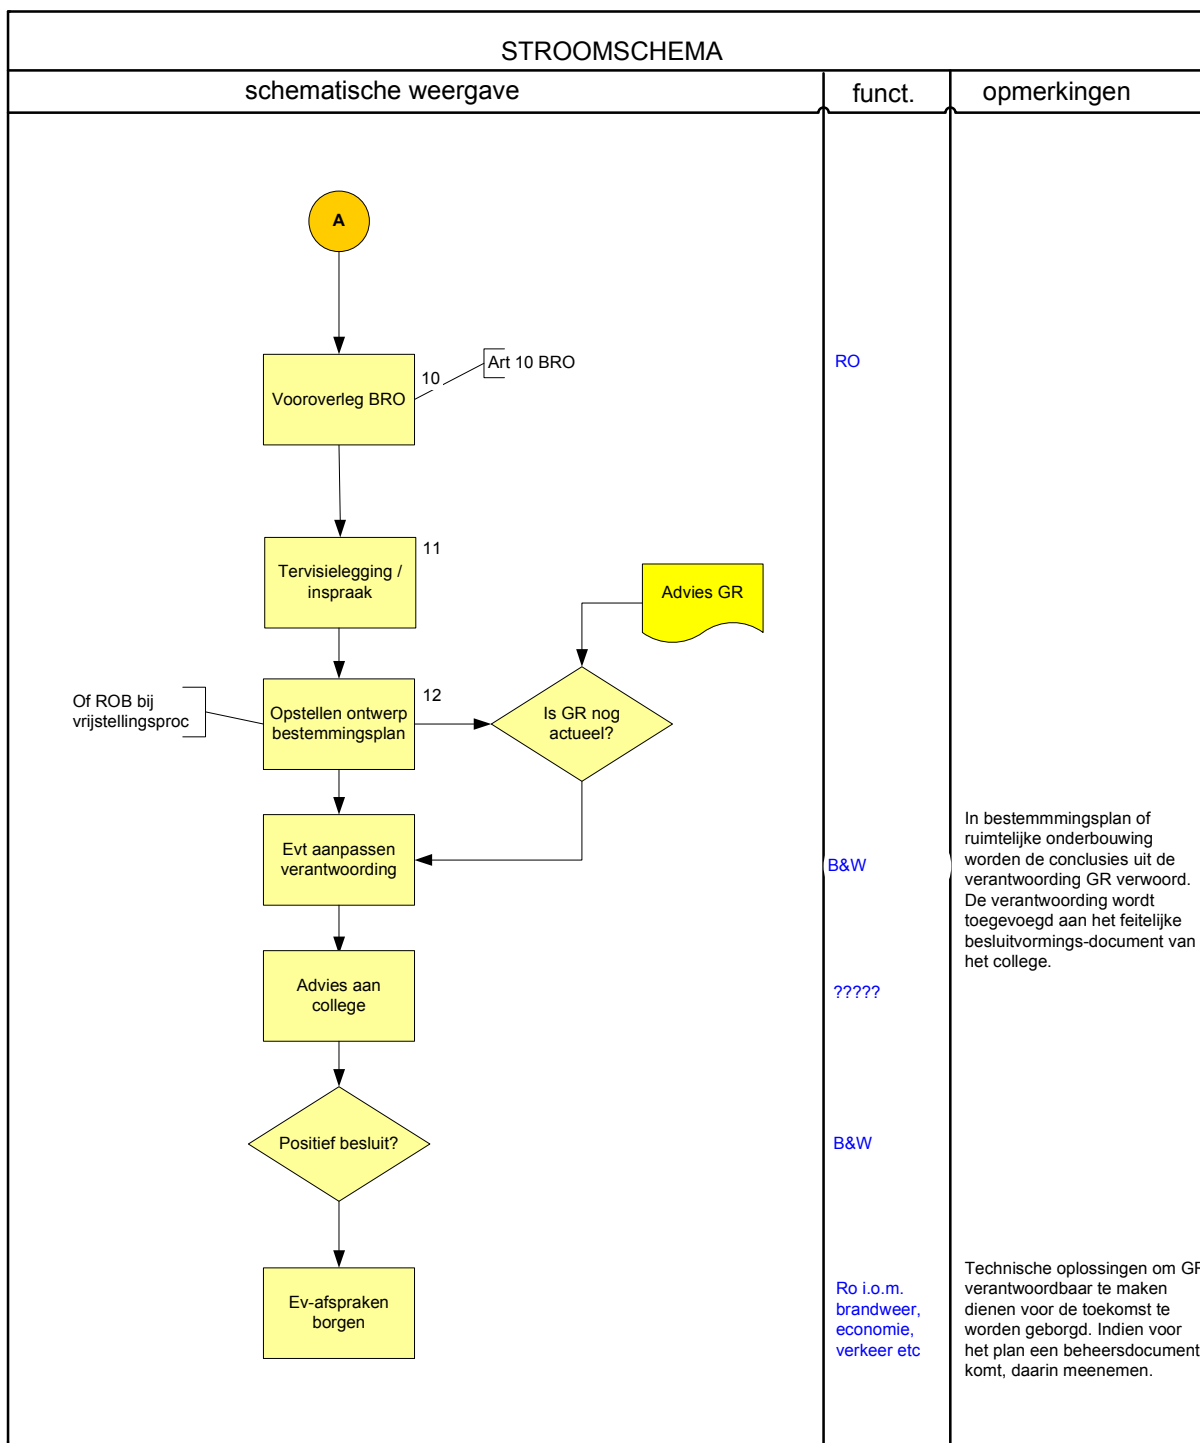 STROOMSCHEMA
schematische weergave
funct.
opmerkingen
A
Vooroverleg BRO
10
Art 10 BRO
RO
Tervisielegging /
inspraak
11
Advies GR
Of ROB bij
vrijstellingsproc
Opstellen ontwerp
bestemmingsplan
12
Is GR nog
actueel?
Evt aanpassen
verantwoording
B&W
In bestemmmingsplan of
ruimtelijke onderbouwing
worden de conclusies uit de
verantwoording GR verwoord.
De verantwoording wordt
toegevoegd aan het feitelijke
besluitvormings-document van
het college.
Advies aan
college
?????
Positief besluit?
B&W
Ev-afspraken
borgen
Ro i.o.m.
brandweer,
economie,
verkeer etc
Technische oplossingen om GR
verantwoordbaar te maken
dienen voor de toekomst te
worden geborgd. Indien voor
het plan een beheersdocument
komt, daarin meenemen.